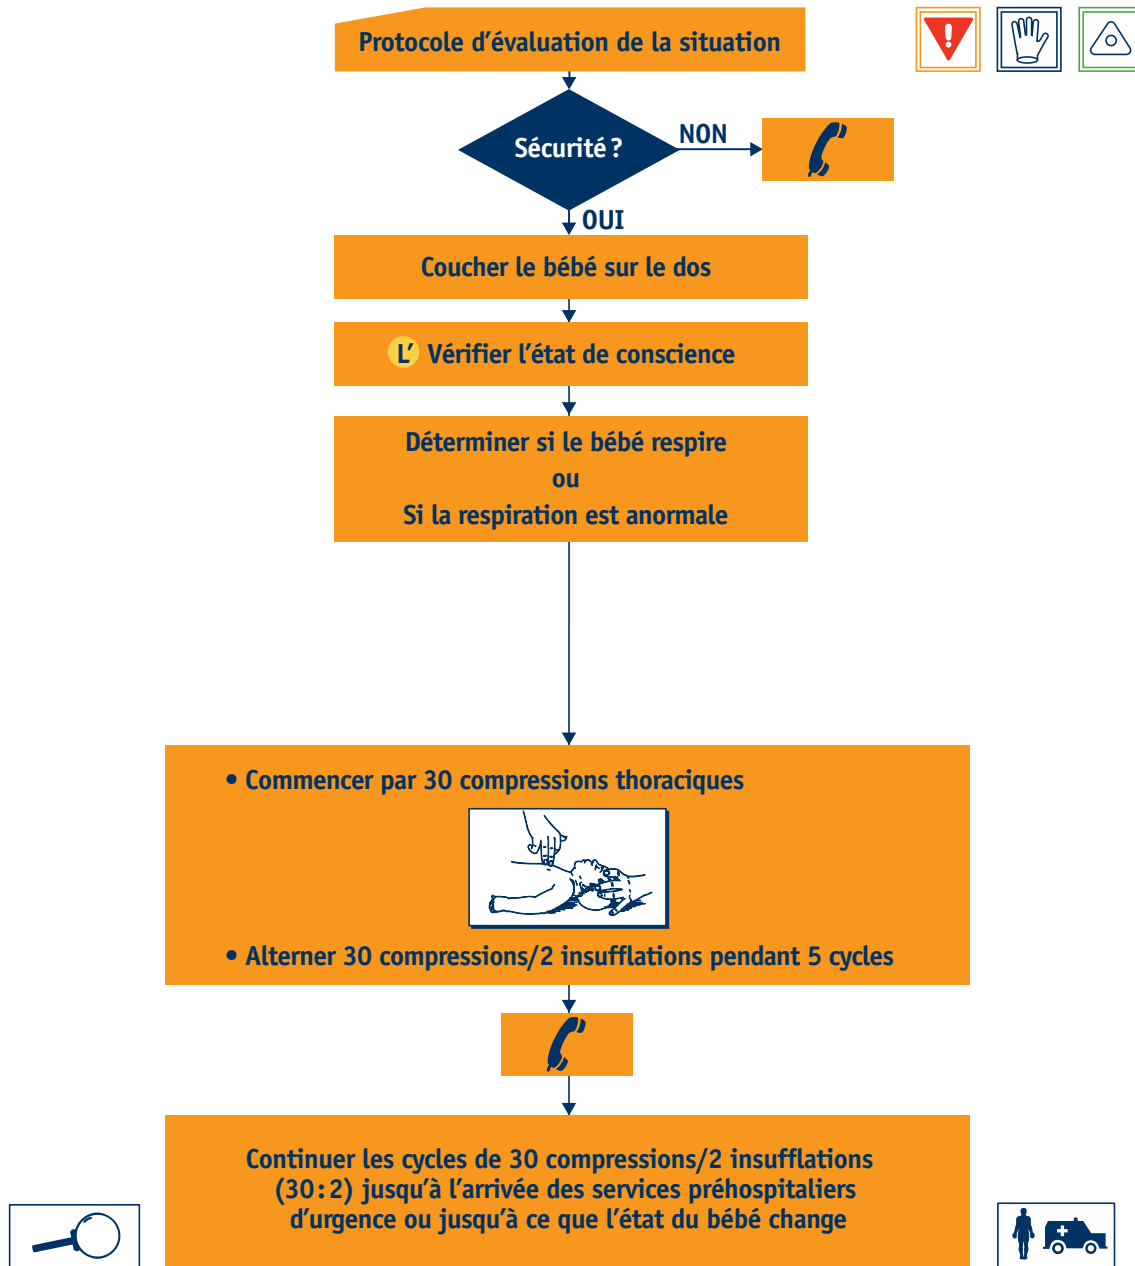 Protocole d’évaluation de la situation
Sécurité ?
NON
OUI
Coucher le bébé sur le dos
L’ Vérifier l’état de conscience
Déterminer si le bébé respire
ou
Si la respiration est anormale
• Commencer par 30 compressions thoraciques
• Alterner 30 compressions/2 insufflations pendant 5 cycles
Continuer les cycles de 30 compressions/2 insufflations
(30 : 2) jusqu’à l’arrivée des services préhospitaliers
d’urgence ou jusqu’à ce que l’état du bébé change